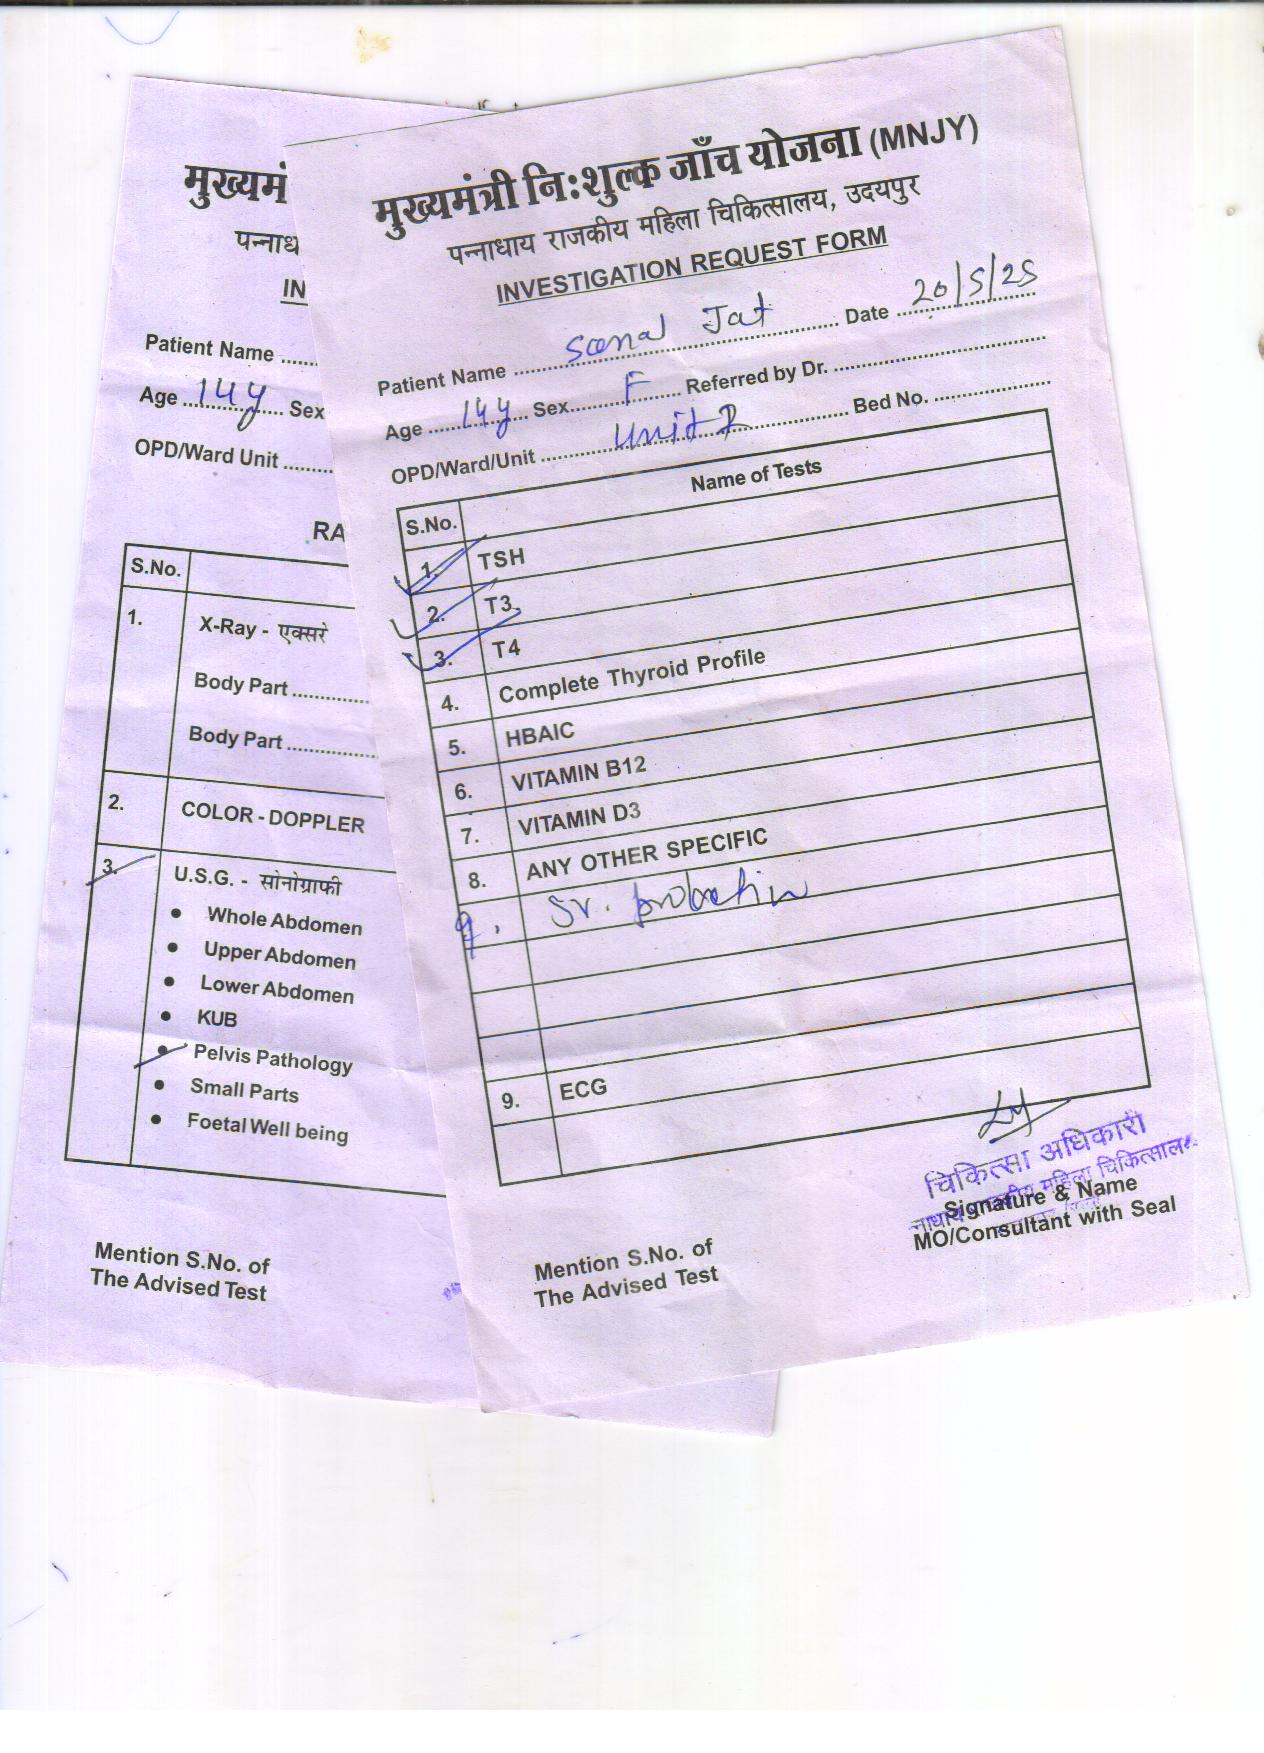 मुख्यमं
पन्नाध
IN
Patient Name
Age 14y Sex
OPD/Ward Unit
RA
S.No.
1. X-Ray - एक्सरे
Body Part
Body Part
2. COLOR - DOPPLER
3. U.S.G. - सोनोग्राफी
● Whole Abdomen
● Upper Abdomen
● Lower Abdomen
● KUB
● Pelvis Pathology
● Small Parts
● Foetal Well being
Mention S.No. of
The Advised Test
मुख्यमंत्री नि:शुल्क जाँच योजना (MNJY)
पन्नाधाय राजकीय महिला चिकित्सालय, उदयपुर
INVESTIGATION REQUEST FORM
Patient Name Sonal Jat Date 20/5/25
Age 14y Sex F Referred by Dr.
OPD/Ward/Unit Unit Bed No.
S.No. Name of Tests
1. TSH
2. T3
3. T4
4. Complete Thyroid Profile
5. HBAIC
6. VITAMIN B12
7. VITAMIN D3
8. ANY OTHER SPECIFIC
9. Sr. prolactin
9. ECG
चिकित्सा अधिकारी
महिला
Signature & Name
MO/Consultant with Seal
Mention S.No. of
The Advised Test